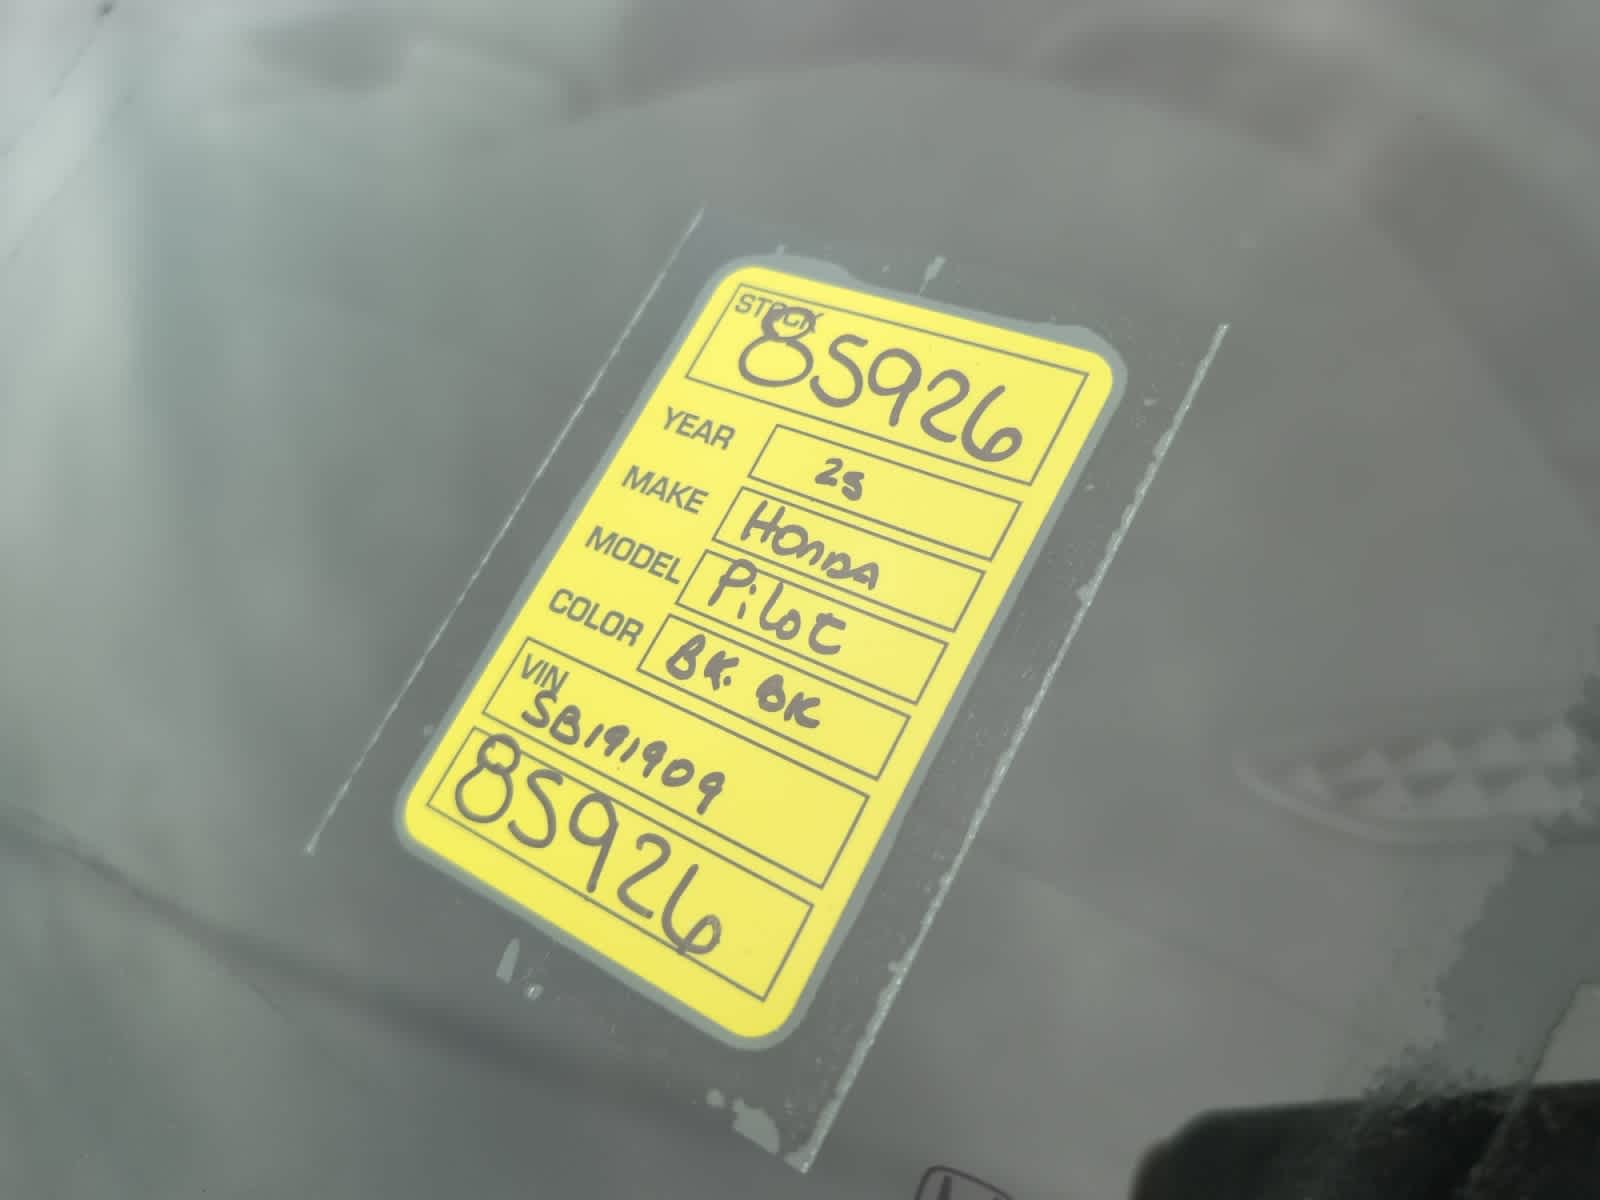 STOCK 85926
YEAR 25
MAKE HONDA
MODEL Pilot
COLOR BK. BK
VIN SB191909
85926